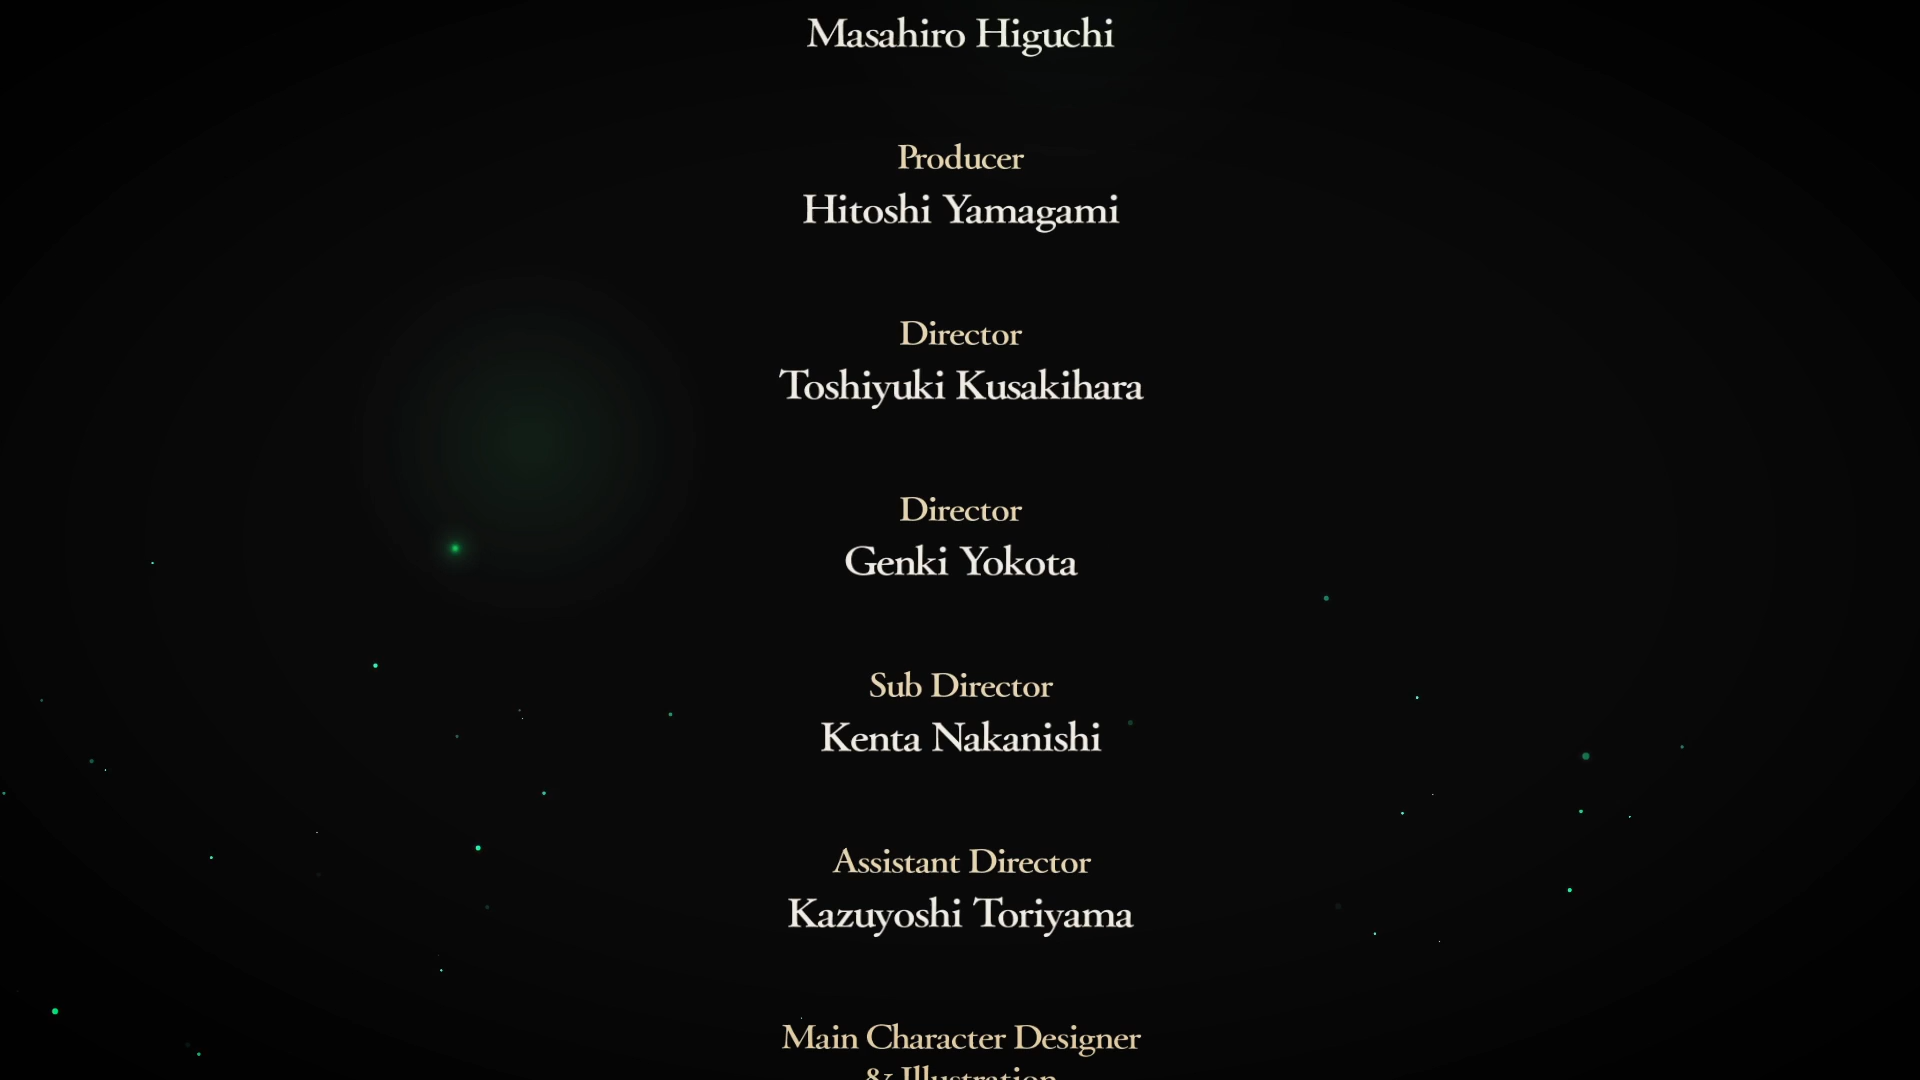 Masahiro Higuchi
Producer
Hitoshi Yamagami
Director
Toshiyuki Kusakihara
Director
Genki Yokota
Sub Director
Kenta Nakanishi
Assistant Director
Kazuyoshi Toriyama
Main Character Designer
& Illustration